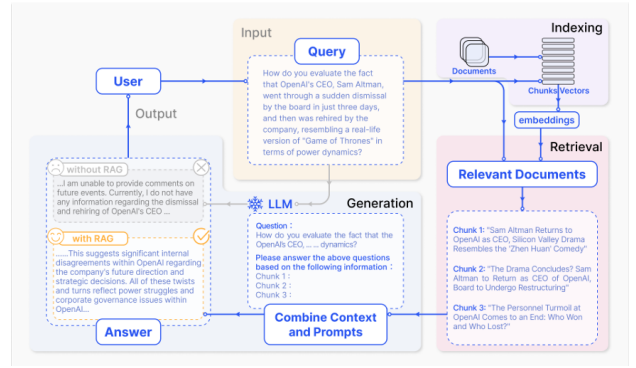 Input
Indexing
Query
How do you evaluate the fact
that OpenAI's CEO, Sam Altman,
went through a sudden dismissal
by the board in just three days,
and then was rehired by the
company, resembling a real-life
version of "Game of Thrones" in
terms of power dynamics?
Documents
Chunks Vectors
embeddings
User
Output
without RAG
...I am unable to provide comments on
future events. Currently, I do not have
any information regarding the dismissal
and rehiring of OpenAI's CEO ...
with RAG
......This suggests significant internal
disagreements within OpenAI regarding
the company's future direction and
strategic decisions. All of these twists
and turns reflect power struggles and
corporate governance issues within
OpenAI...
Answer
LLM
Generation
Question :
How do you evaluate the fact that the
OpenAI's CEO, ... ... dynamics?
Please answer the above questions
based on the following information :
Chunk 1 :
Chunk 2 :
Chunk 3 :
Combine Context
and Prompts
Retrieval
Relevant Documents
Chunk 1: "Sam Altman Returns to
OpenAI as CEO, Silicon Valley Drama
Resembles the 'Zhen Huan' Comedy"
Chunk 2: "The Drama Concludes? Sam
Altman to Return as CEO of OpenAI,
Board to Undergo Restructuring"
Chunk 3: "The Personnel Turmoil at
OpenAI Comes to an End: Who Won
and Who Lost?"